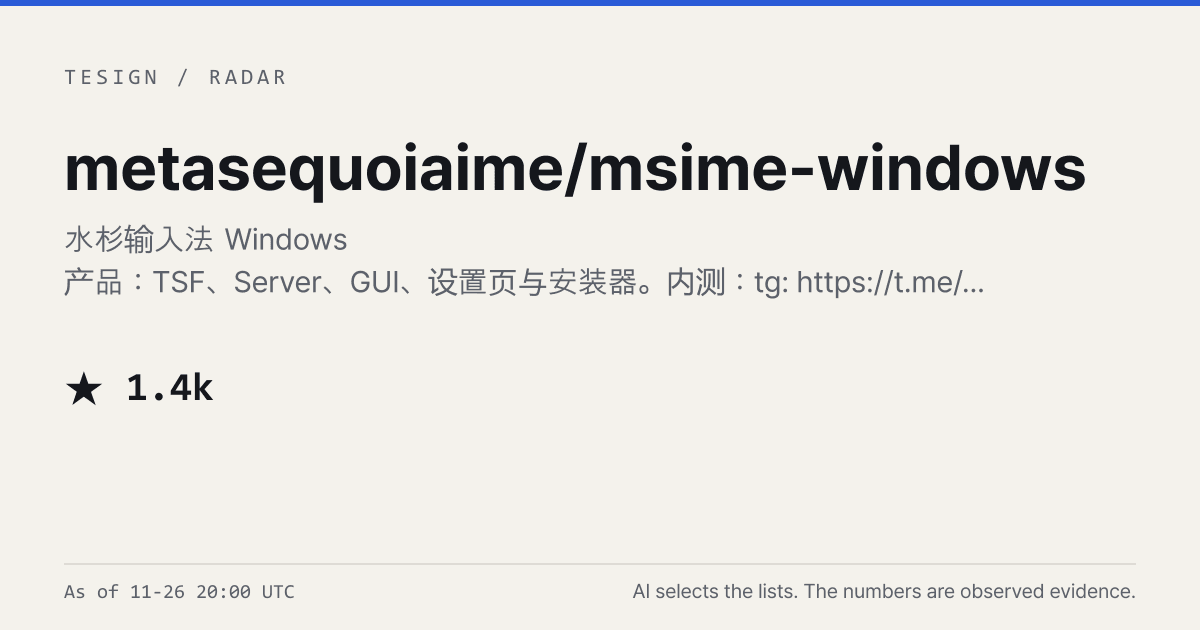 TESIGN / RADAR
metasequoiaime/msime-windows
水杉输入法 Windows
产品：TSF、Server、GUI、设置页与安装器。内测：tg: https://t.me/...
★ 1.4k
As of 11-26 20:00 UTC
AI selects the lists. The numbers are observed evidence.